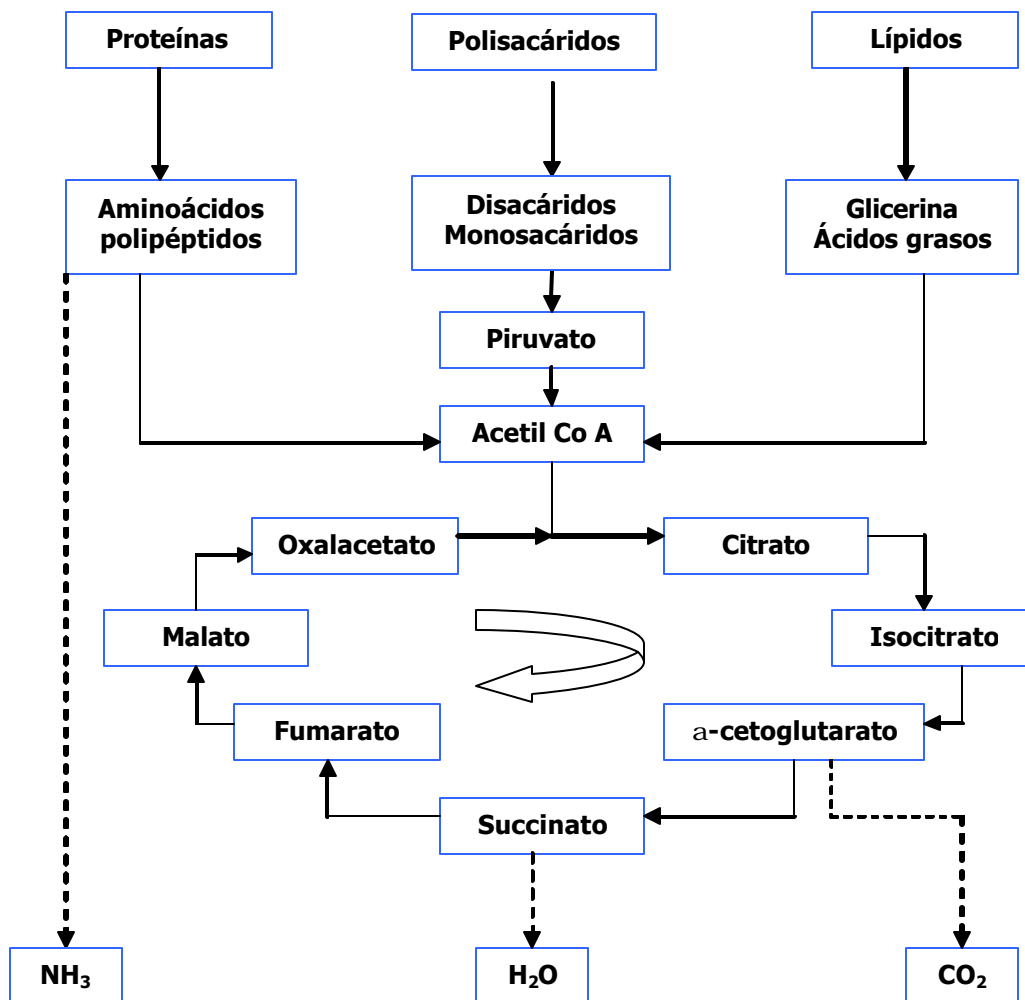 Proteínas
Polisacáridos
Lípidos
Aminoácidos
polipéptidos
Disacáridos
Monosacáridos
Glicerina
Ácidos grasos
Piruvato
Acetil Co A
Oxalacetato
Citrato
Malato
Isocitrato
Fumarato
a-cetoglutarato
Succinato
NH₃
H₂O
CO₂